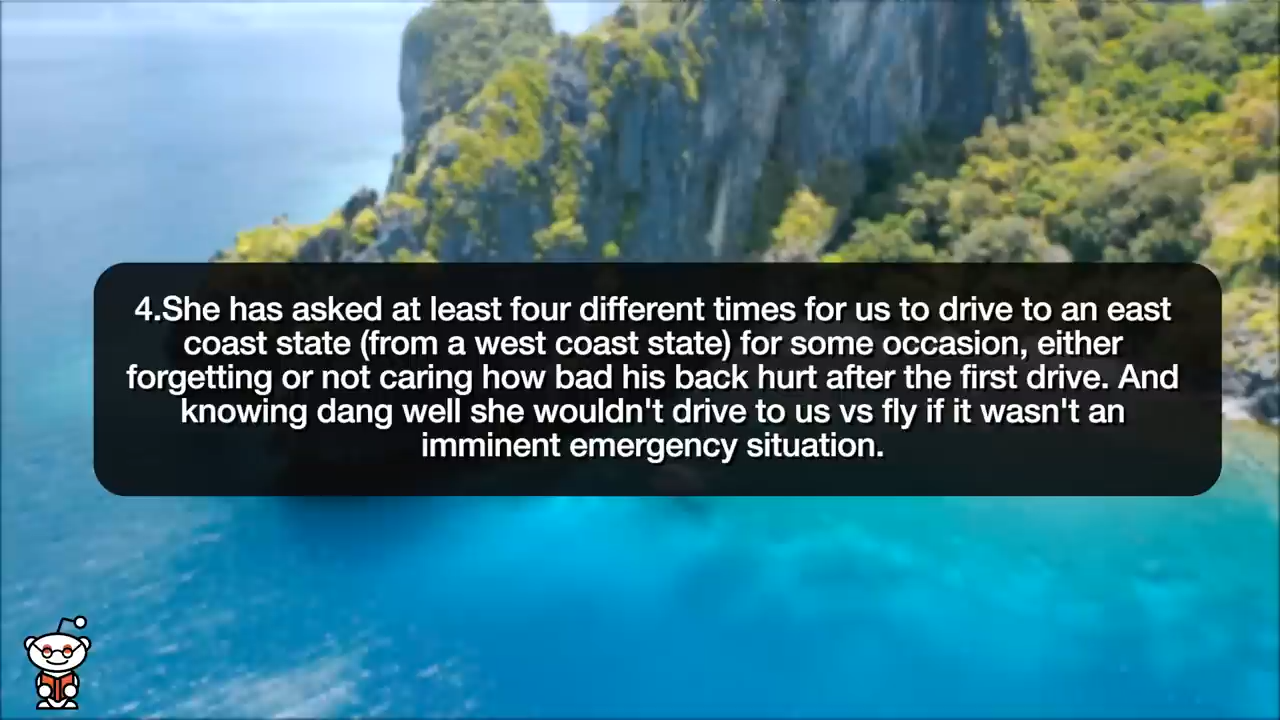 4.She has asked at least four different times for us to drive to an east
coast state (from a west coast state) for some occasion, either
forgetting or not caring how bad his back hurt after the first drive. And
knowing dang well she wouldn't drive to us vs fly if it wasn't an
imminent emergency situation.